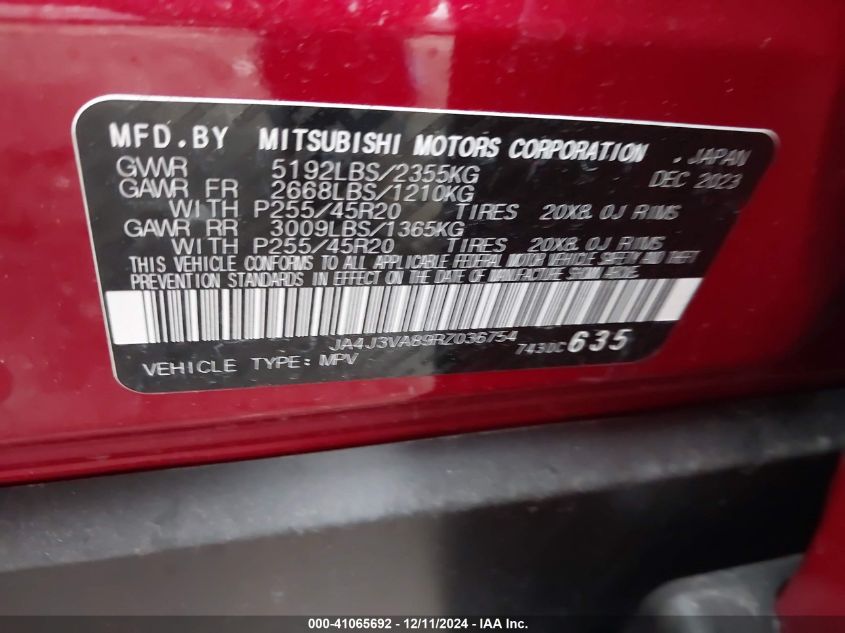 MFD.BY MITSUBISHI MOTORS CORPORATION . JAPAN
GVWR 5192LBS/2355KG DEC 2023
GAWR FR 2668LBS/1210KG
WITH P255/45R20 TIRES 20X8.0J RIMS
GAWR RR 3009LBS/1365KG
WITH P255/45R20 TIRES 20X8.0J RIMS
THIS VEHICLE CONFORMS TO ALL APPLICABLE FEDERAL MOTOR VEHICLE SAFETY AND THEFT
PREVENTION STANDARDS IN EFFECT ON THE DATE OF MANUFACTURE SHOWN ABOVE.
JA4J3VA89RZ036754
7430C 635
VEHICLE TYPE: MPV
000-41065692 - 12/11/2024 - IAA Inc.